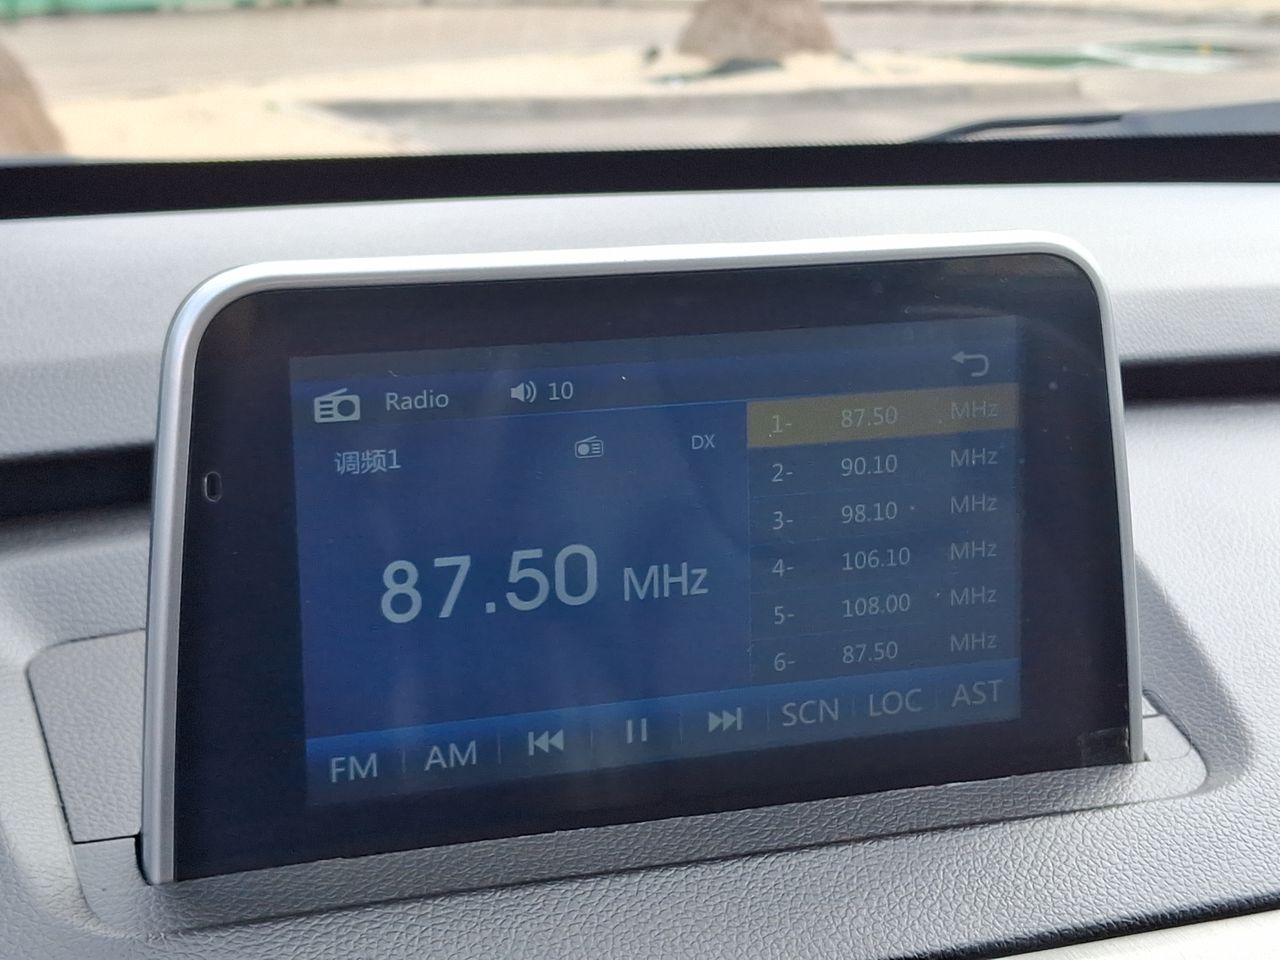 Radio 10
调频1 DX
87.50 MHz
1- 87.50 MHz
2- 90.10 MHz
3- 98.10 MHz
4- 106.10 MHz
5- 108.00 MHz
6- 87.50 MHz
FM AM SCN LOC AST